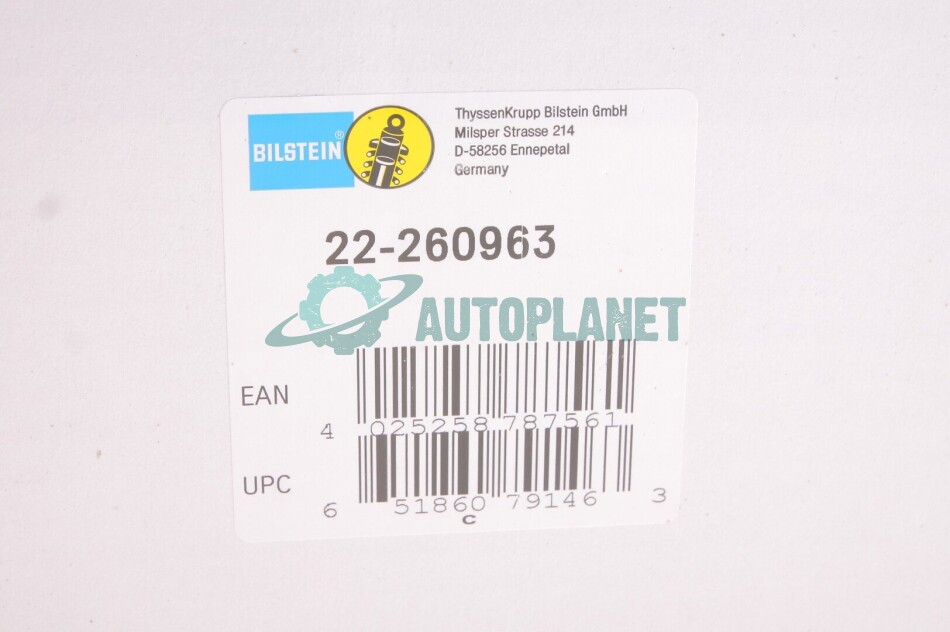 BILSTEIN®
ThyssenKrupp Bilstein GmbH
Milsper Strasse 214
D-58256 Ennepetal
Germany
22-260963
AUTOPLANET
EAN
4 025258 787561
UPC
6 51860 79146 3
C